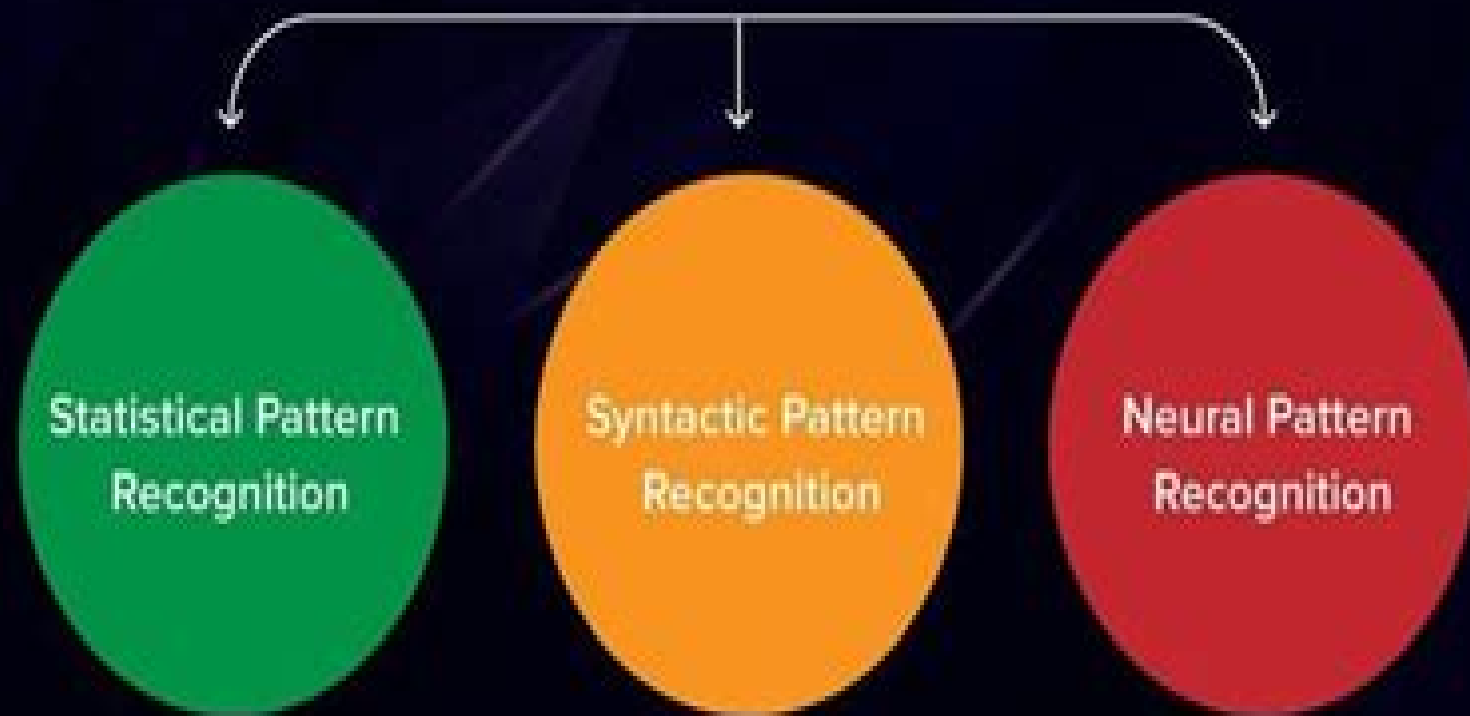 Statistical Pattern
Recognition
Syntactic Pattern
Recognition
Neural Pattern
Recognition